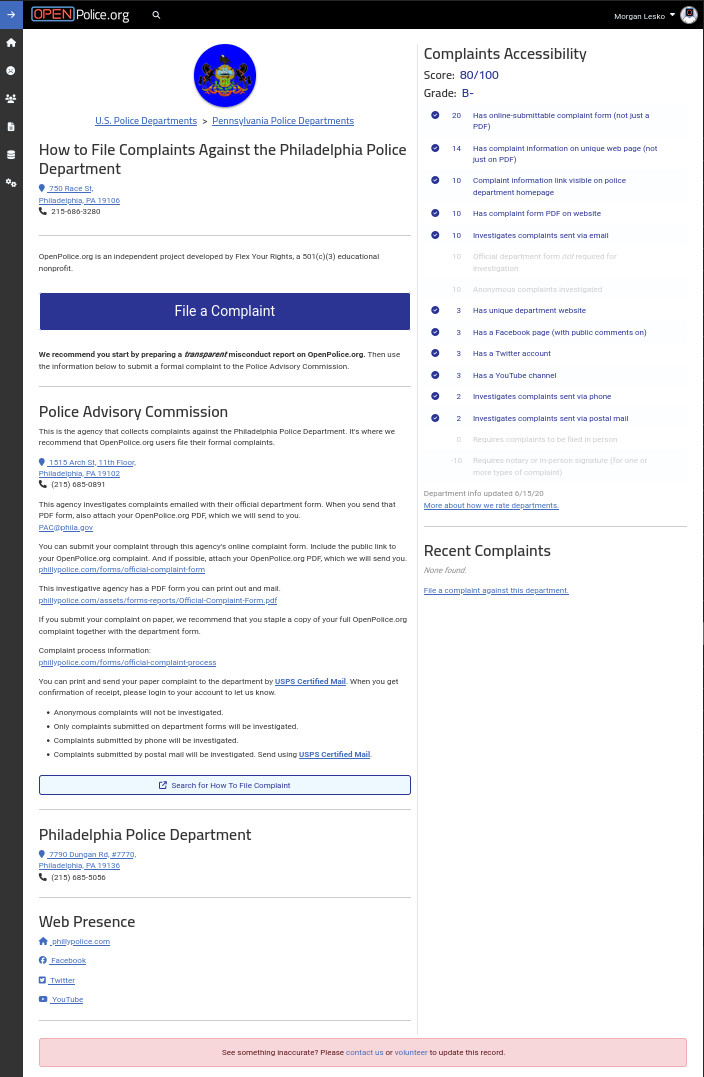 OPEN Police.org
Morgan Lesko
U.S. Police Departments > Pennsylvania Police Departments
How to File Complaints Against the Philadelphia Police
Department
750 Race St,
Philadelphia, PA 19106
215-686-3280
OpenPolice.org is an independent project developed by Flex Your Rights, a 501(c)(3) educational
nonprofit.
File a Complaint
We recommend you start by preparing a transparent misconduct report on OpenPolice.org. Then use
the information below to submit a formal complaint to the Police Advisory Commission.
Police Advisory Commission
This is the agency that collects complaints against the Philadelphia Police Department. It's where we
recommend that OpenPolice.org users file their formal complaints.
1515 Arch St, 11th Floor,
Philadelphia, PA 19102
(215) 685-0891
This agency investigates complaints emailed with their official department form. When you send that
PDF form, also attach your OpenPolice.org PDF, which we will send to you.
PAC@phila.gov
You can submit your complaint through this agency's online complaint form. Include the public link to
your OpenPolice.org complaint. And if possible, attach your OpenPolice.org PDF, which we will send you.
phillypolice.com/forms/official-complaint-form
This investigative agency has a PDF form you can print out and mail.
phillypolice.com/assets/forms-reports/Official-Complaint-Form.pdf
If you submit your complaint on paper, we recommend that you staple a copy of your full OpenPolice.org
complaint together with the department form.
Complaint process information:
phillypolice.com/forms/official-complaint-process
You can print and send your paper complaint to the department by USPS Certified Mail. When you get
confirmation of receipt, please login to your account to let us know.
• Anonymous complaints will not be investigated.
• Only complaints submitted on department forms will be investigated.
• Complaints submitted by phone will be investigated.
• Complaints submitted by postal mail will be investigated. Send using USPS Certified Mail.
Search for How To File Complaint
Philadelphia Police Department
7790 Dungan Rd, #7770,
Philadelphia, PA 19136
(215) 685-5056
Web Presence
phillypolice.com
Facebook
Twitter
YouTube
Complaints Accessibility
Score: 80/100
Grade: B-
20 Has online-submittable complaint form (not just a
PDF)
14 Has complaint information on unique web page (not
just on PDF)
10 Complaint information link visible on police
department homepage
10 Has complaint form PDF on website
10 Investigates complaints sent via email
10 Official department form not required for
investigation
10 Anonymous complaints investigated
3 Has unique department website
3 Has a Facebook page (with public comments on)
3 Has a Twitter account
3 Has a YouTube channel
2 Investigates complaints sent via phone
2 Investigates complaints sent via postal mail
0 Requires complaints to be filed in person
-10 Requires notary or in-person signature (for one or
more types of complaint)
Department info updated 6/15/20
More about how we rate departments.
Recent Complaints
None found.
File a complaint against this department.
See something inaccurate? Please contact us or volunteer to update this record.